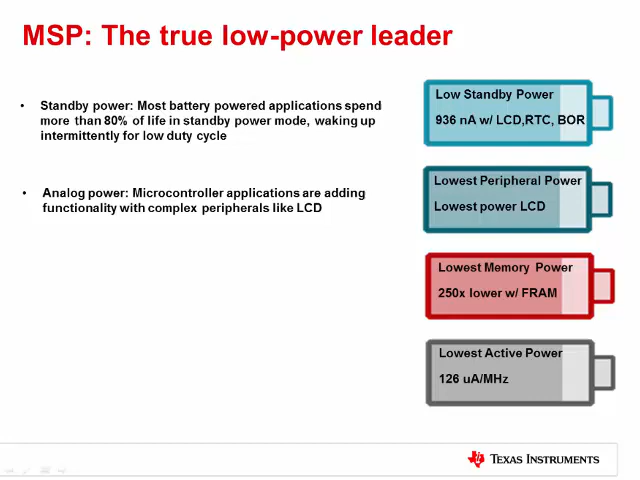 MSP: The true low-power leader
• Standby power: Most battery powered applications spend
more than 80% of life in standby power mode, waking up
intermittently for low duty cycle
• Analog power: Microcontroller applications are adding
functionality with complex peripherals like LCD
Low Standby Power
936 nA w/ LCD,RTC, BOR
Lowest Peripheral Power
Lowest power LCD
Lowest Memory Power
250x lower w/ FRAM
Lowest Active Power
126 uA/MHz
TEXAS INSTRUMENTS